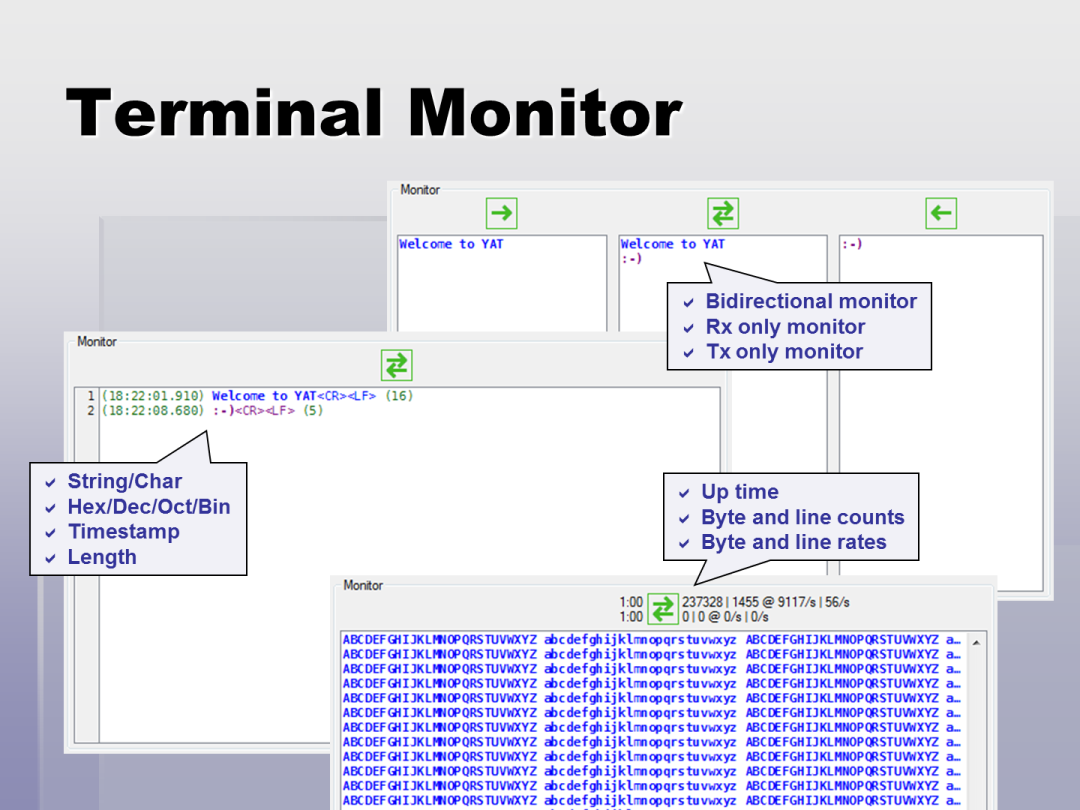 Terminal Monitor
Monitor
Welcome to YAT
Welcome to YAT
:-)
:-)
Bidirectional monitor
Rx only monitor
Tx only monitor
Monitor
1 (18:22:01.910) Welcome to YAT<CR><LF> (16)
2 (18:22:08.680) :-)<CR><LF> (5)
String/Char
Hex/Dec/Oct/Bin
Timestamp
Length
Up time
Byte and line counts
Byte and line rates
Monitor
1:00 237328 | 1455 @ 9117/s | 56/s
1:00 0 | 0 @ 0/s | 0/s
ABCDEFGHIJKLMNOPQRSTUVWXYZ abcdefghijklmnopqrstuvwxyz ABCDEFGHIJKLMNOPQRSTUVWXYZ a…
ABCDEFGHIJKLMNOPQRSTUVWXYZ abcdefghijklmnopqrstuvwxyz ABCDEFGHIJKLMNOPQRSTUVWXYZ a…
ABCDEFGHIJKLMNOPQRSTUVWXYZ abcdefghijklmnopqrstuvwxyz ABCDEFGHIJKLMNOPQRSTUVWXYZ a…
ABCDEFGHIJKLMNOPQRSTUVWXYZ abcdefghijklmnopqrstuvwxyz ABCDEFGHIJKLMNOPQRSTUVWXYZ a…
ABCDEFGHIJKLMNOPQRSTUVWXYZ abcdefghijklmnopqrstuvwxyz ABCDEFGHIJKLMNOPQRSTUVWXYZ a…
ABCDEFGHIJKLMNOPQRSTUVWXYZ abcdefghijklmnopqrstuvwxyz ABCDEFGHIJKLMNOPQRSTUVWXYZ a…
ABCDEFGHIJKLMNOPQRSTUVWXYZ abcdefghijklmnopqrstuvwxyz ABCDEFGHIJKLMNOPQRSTUVWXYZ a…
ABCDEFGHIJKLMNOPQRSTUVWXYZ abcdefghijklmnopqrstuvwxyz ABCDEFGHIJKLMNOPQRSTUVWXYZ a…
ABCDEFGHIJKLMNOPQRSTUVWXYZ abcdefghijklmnopqrstuvwxyz ABCDEFGHIJKLMNOPQRSTUVWXYZ a…
ABCDEFGHIJKLMNOPQRSTUVWXYZ abcdefghijklmnopqrstuvwxyz ABCDEFGHIJKLMNOPQRSTUVWXYZ a…
ABCDEFGHIJKLMNOPQRSTUVWXYZ abcdefghijklmnopqrstuvwxyz ABCDEFGHIJKLMNOPQRSTUVWXYZ a…
ABCDEFGHIJKLMNOPQRSTUVWXYZ abcdefghijklmnopqrstuvwxyz ABCDEFGHIJKLMNOPQRSTUVWXYZ a…